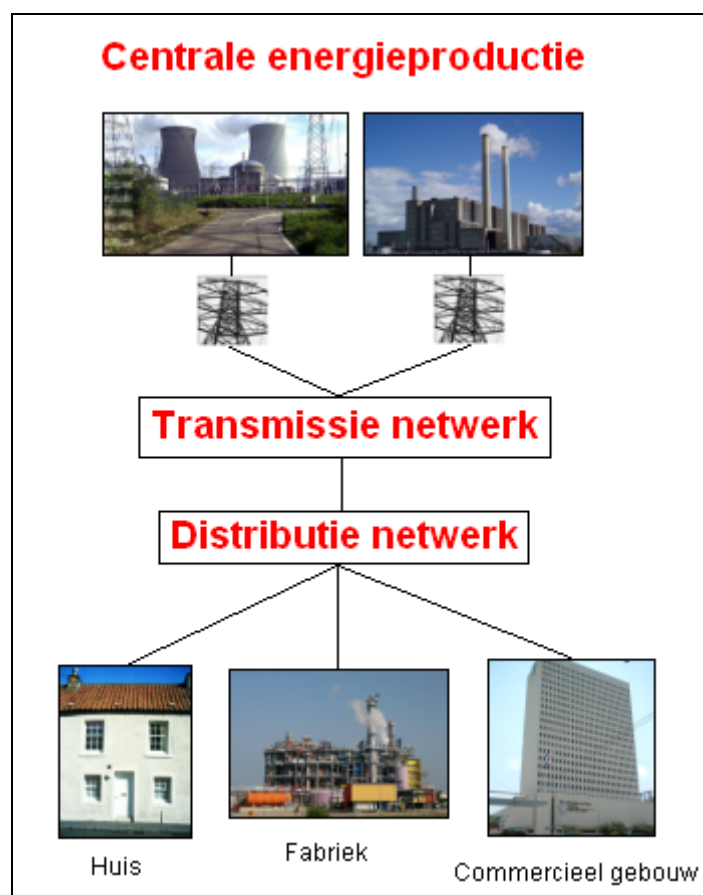 Centrale energieproductie
Transmissie netwerk
Distributie netwerk
Huis
Fabriek
Commercieel gebouw